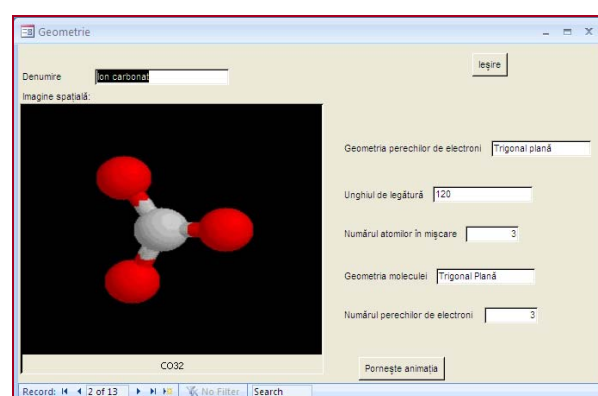 Geometrie
Ieșire
Denumire Ion carbonat
Imagine spațială:
Geometria perechilor de electroni Trigonal plană
Unghiul de legătură 120
Numărul atomilor în mișcare 3
Geometria moleculei Trigonal Plană
Numărul perechilor de electroni 3
CO32
Pornește animația
Record: 2 of 13 No Filter Search